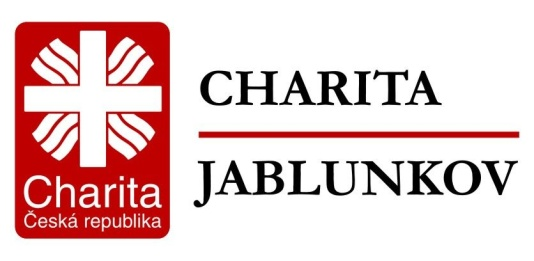 Charita
Česká republika
CHARITA
JABLUNKOV